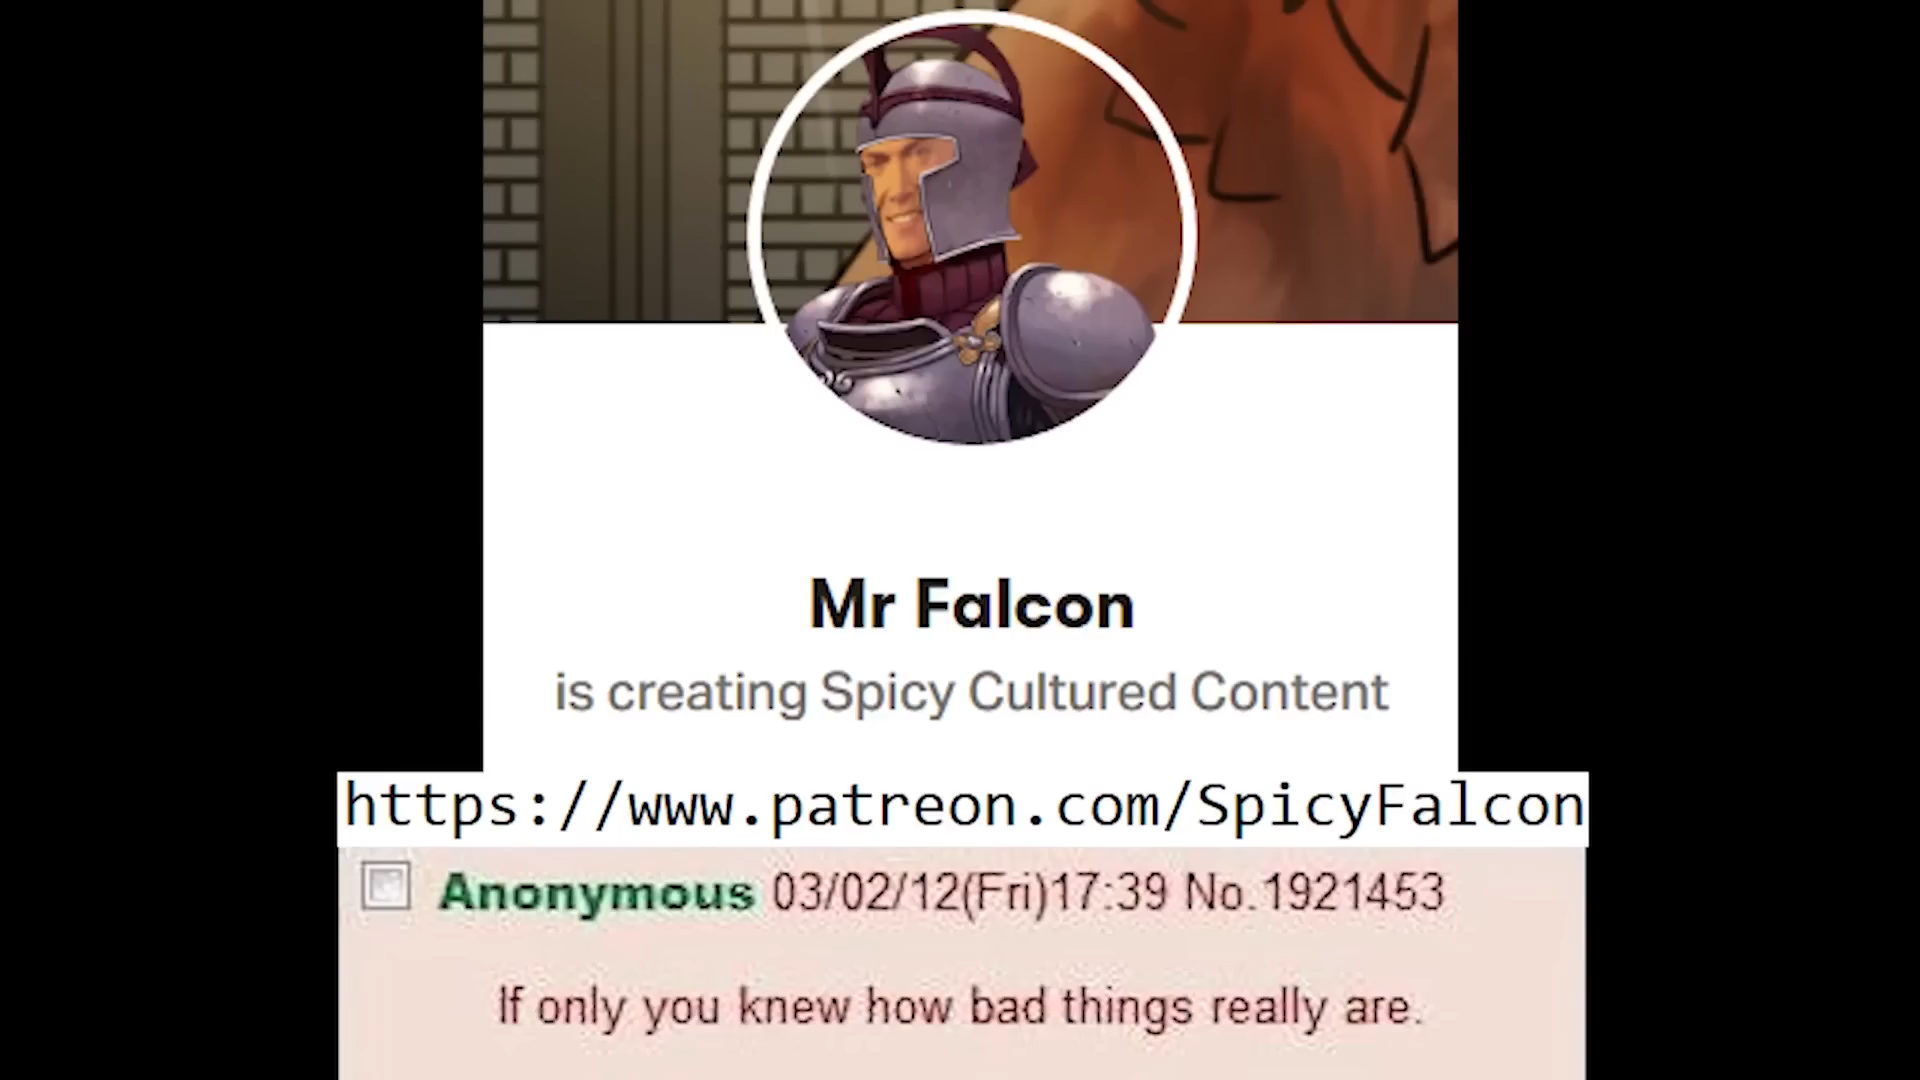 Mr Falcon
is creating Spicy Cultured Content
https://www.patreon.com/SpicyFalcon
Anonymous 03/02/12(Fri)17:39 No.1921453
If only you knew how bad things really are.